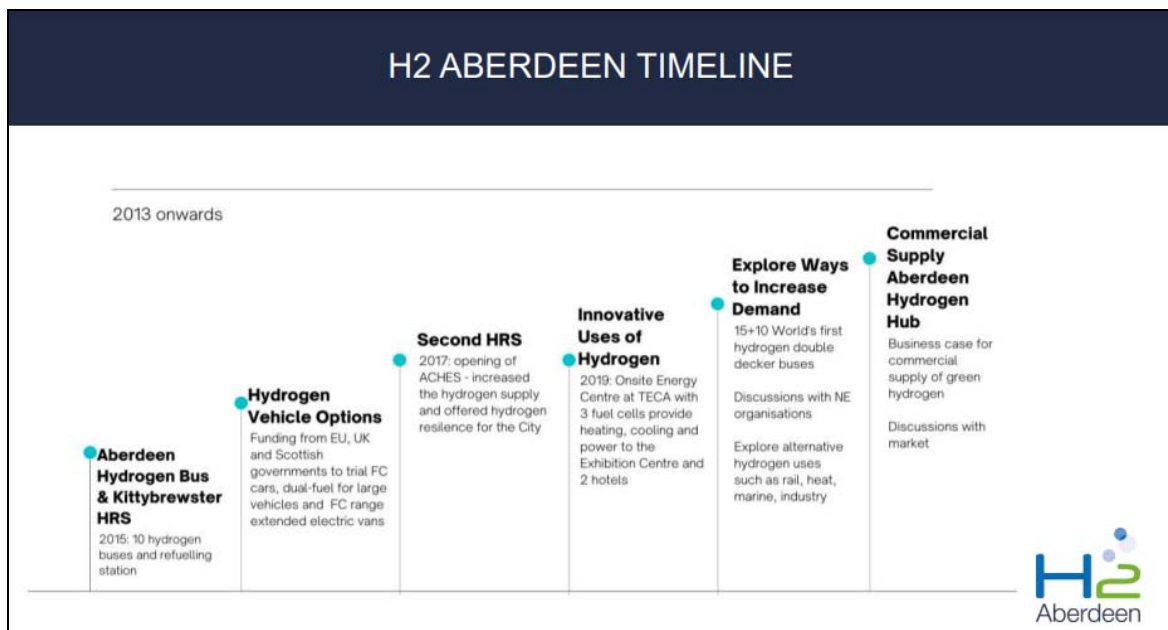 H2 ABERDEEN TIMELINE
2013 onwards
Aberdeen
Hydrogen Bus
& Kittybrewster
HRS
2015: 10 hydrogen
buses and refuelling
station
Hydrogen
Vehicle Options
Funding from EU, UK
and Scottish
governments to trial FC
cars, dual-fuel for large
vehicles and FC range
extended electric vans
Second HRS
2017: opening of
ACHES - increased
the hydrogen supply
and offered hydrogen
resilence for the City
Innovative
Uses of
Hydrogen
2019: Onsite Energy
Centre at TECA with
3 fuel cells provide
heating, cooling and
power to the
Exhibition Centre and
2 hotels
Explore Ways
to Increase
Demand
15+10 World's first
hydrogen double
decker buses
Discussions with NE
organisations
Explore alternative
hydrogen uses
such as rail, heat,
marine, industry
Commercial
Supply
Aberdeen
Hydrogen
Hub
Business case for
commercial
supply of green
hydrogen
Discussions with
market
H2
Aberdeen